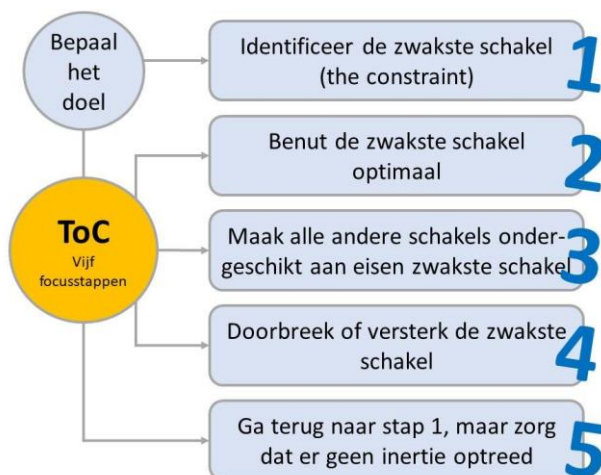 Bepaal
het
doel
Identificeer de zwakste schakel
(the constraint)
1
Benut de zwakste schakel
optimaal
2
ToC
Vijf
focusstappen
Maak alle andere schakels onder-
geschikt aan eisen zwakste schakel
3
Doorbreek of versterk de zwakste
schakel
4
Ga terug naar stap 1, maar zorg
dat er geen inertie optreed
5